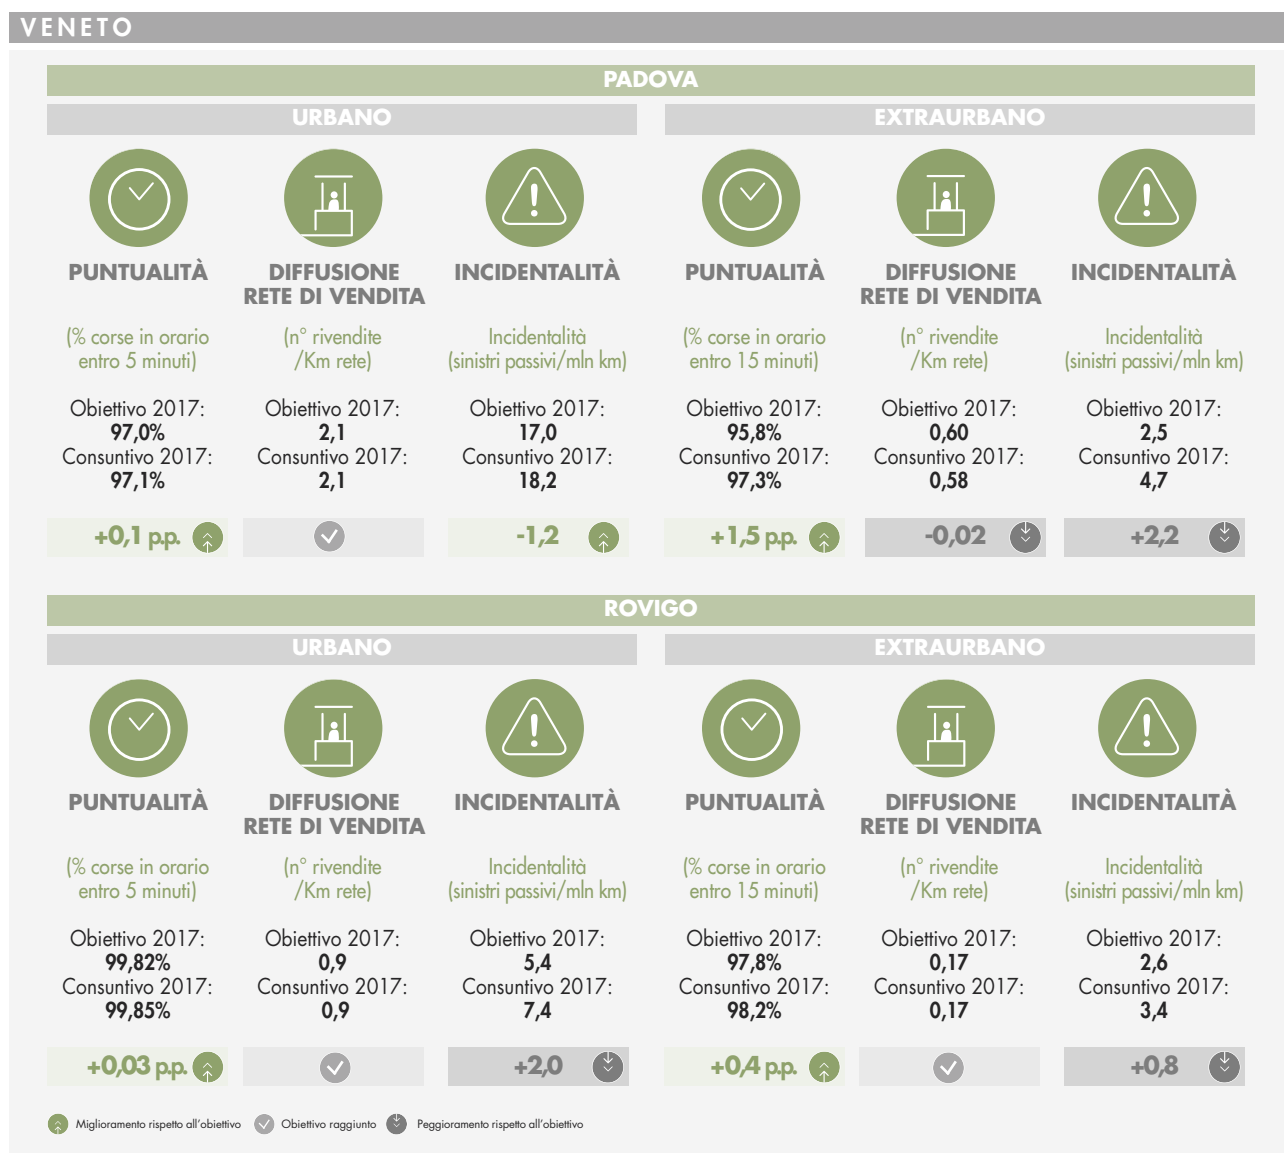 VENETO
PADOVA
URBANO
PUNTUALITÀ
(% corse in orario
entro 5 minuti)
Obiettivo 2017:
97,0%
Consuntivo 2017:
97,1%
+0,1 p.p.
DIFFUSIONE
RETE DI VENDITA
(n° rivendite
/Km rete)
Obiettivo 2017:
2,1
Consuntivo 2017:
2,1
INCIDENTALITÀ
Incidentalità
(sinistri passivi/mln km)
Obiettivo 2017:
17,0
Consuntivo 2017:
18,2
-1,2
EXTRAURBANO
PUNTUALITÀ
(% corse in orario
entro 15 minuti)
Obiettivo 2017:
95,8%
Consuntivo 2017:
97,3%
+1,5 p.p.
DIFFUSIONE
RETE DI VENDITA
(n° rivendite
/Km rete)
Obiettivo 2017:
0,60
Consuntivo 2017:
0,58
-0,02
INCIDENTALITÀ
Incidentalità
(sinistri passivi/mln km)
Obiettivo 2017:
2,5
Consuntivo 2017:
4,7
+2,2
ROVIGO
URBANO
PUNTUALITÀ
(% corse in orario
entro 5 minuti)
Obiettivo 2017:
99,82%
Consuntivo 2017:
99,85%
+0,03 p.p.
DIFFUSIONE
RETE DI VENDITA
(n° rivendite
/Km rete)
Obiettivo 2017:
0,9
Consuntivo 2017:
0,9
INCIDENTALITÀ
Incidentalità
(sinistri passivi/mln km)
Obiettivo 2017:
5,4
Consuntivo 2017:
7,4
+2,0
EXTRAURBANO
PUNTUALITÀ
(% corse in orario
entro 15 minuti)
Obiettivo 2017:
97,8%
Consuntivo 2017:
98,2%
+0,4 p.p.
DIFFUSIONE
RETE DI VENDITA
(n° rivendite
/Km rete)
Obiettivo 2017:
0,17
Consuntivo 2017:
0,17
INCIDENTALITÀ
Incidentalità
(sinistri passivi/mln km)
Obiettivo 2017:
2,6
Consuntivo 2017:
3,4
+0,8
Miglioramento rispetto all'obiettivo
Obiettivo raggiunto
Peggioramento rispetto all'obiettivo